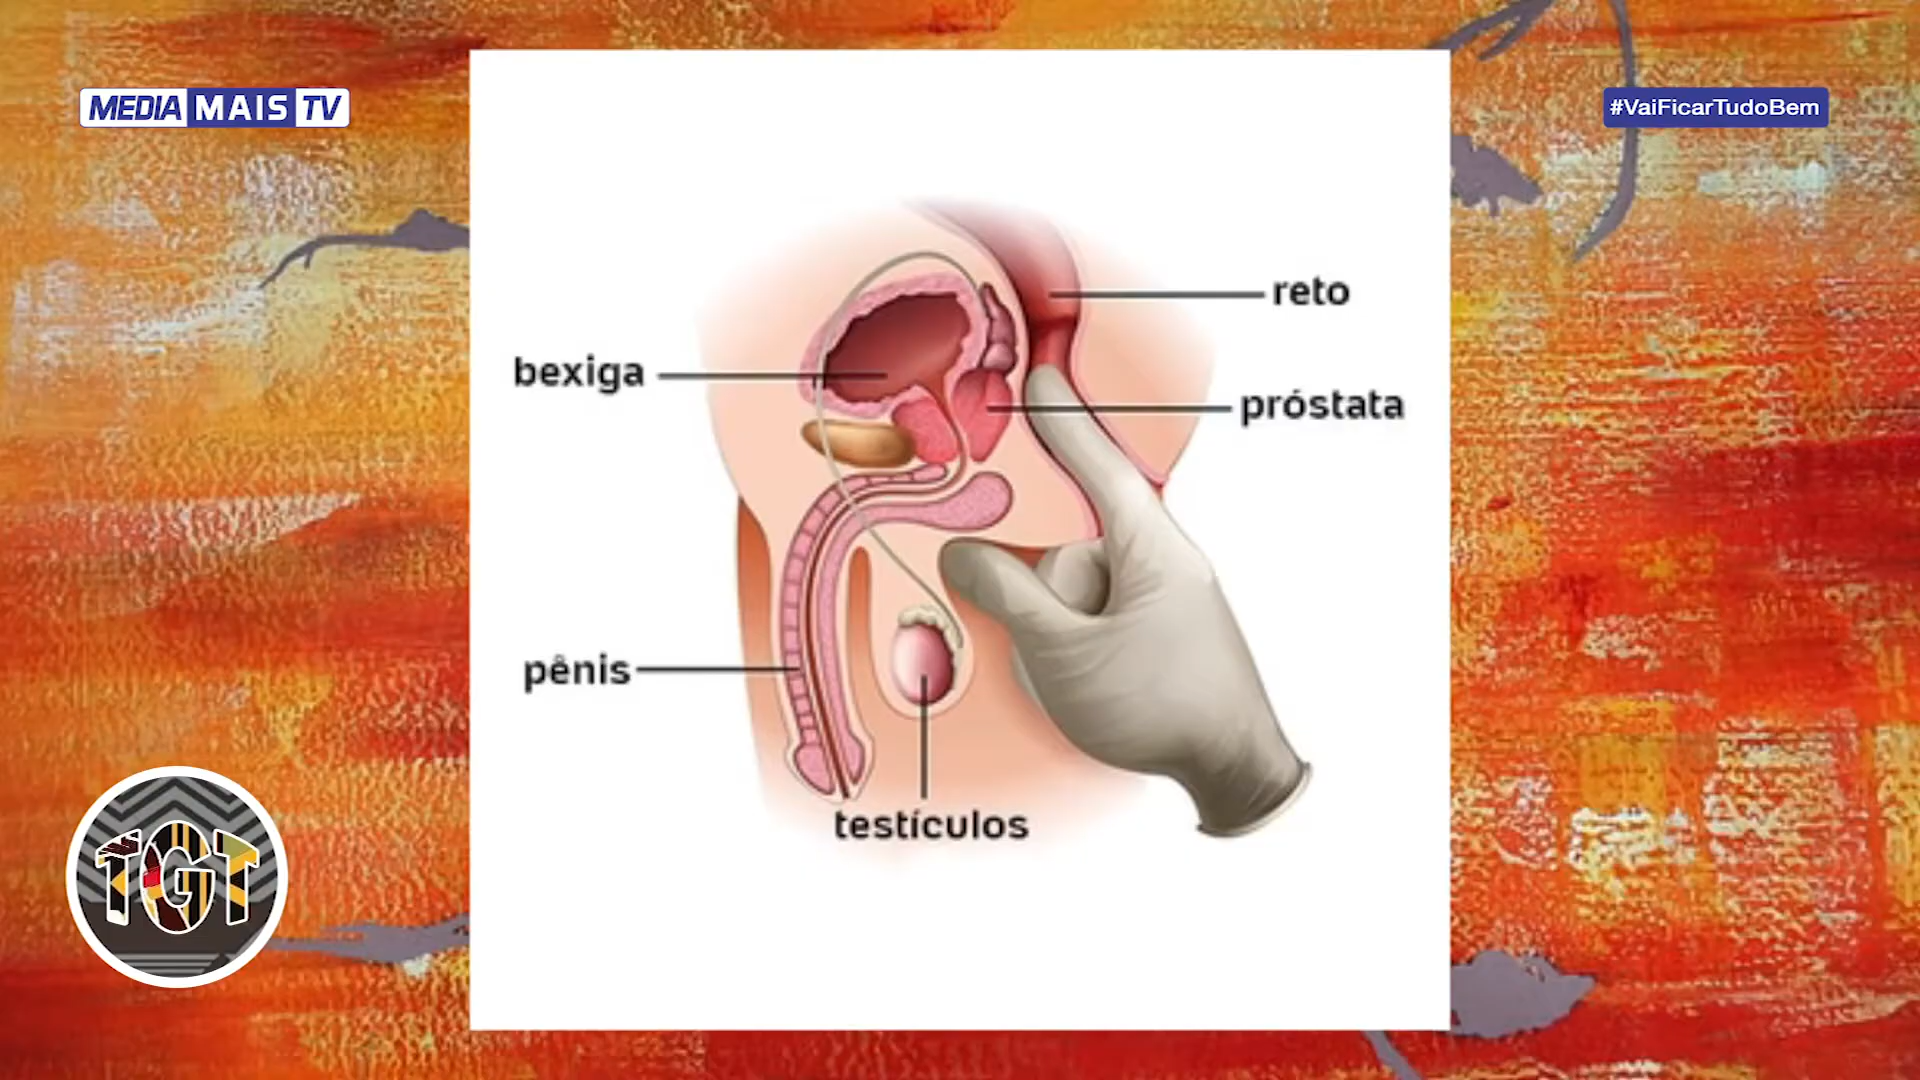 MEDIA MAIS TV
#VaiFicarTudoBem
reto
bexiga
próstata
pênis
testículos
TGT